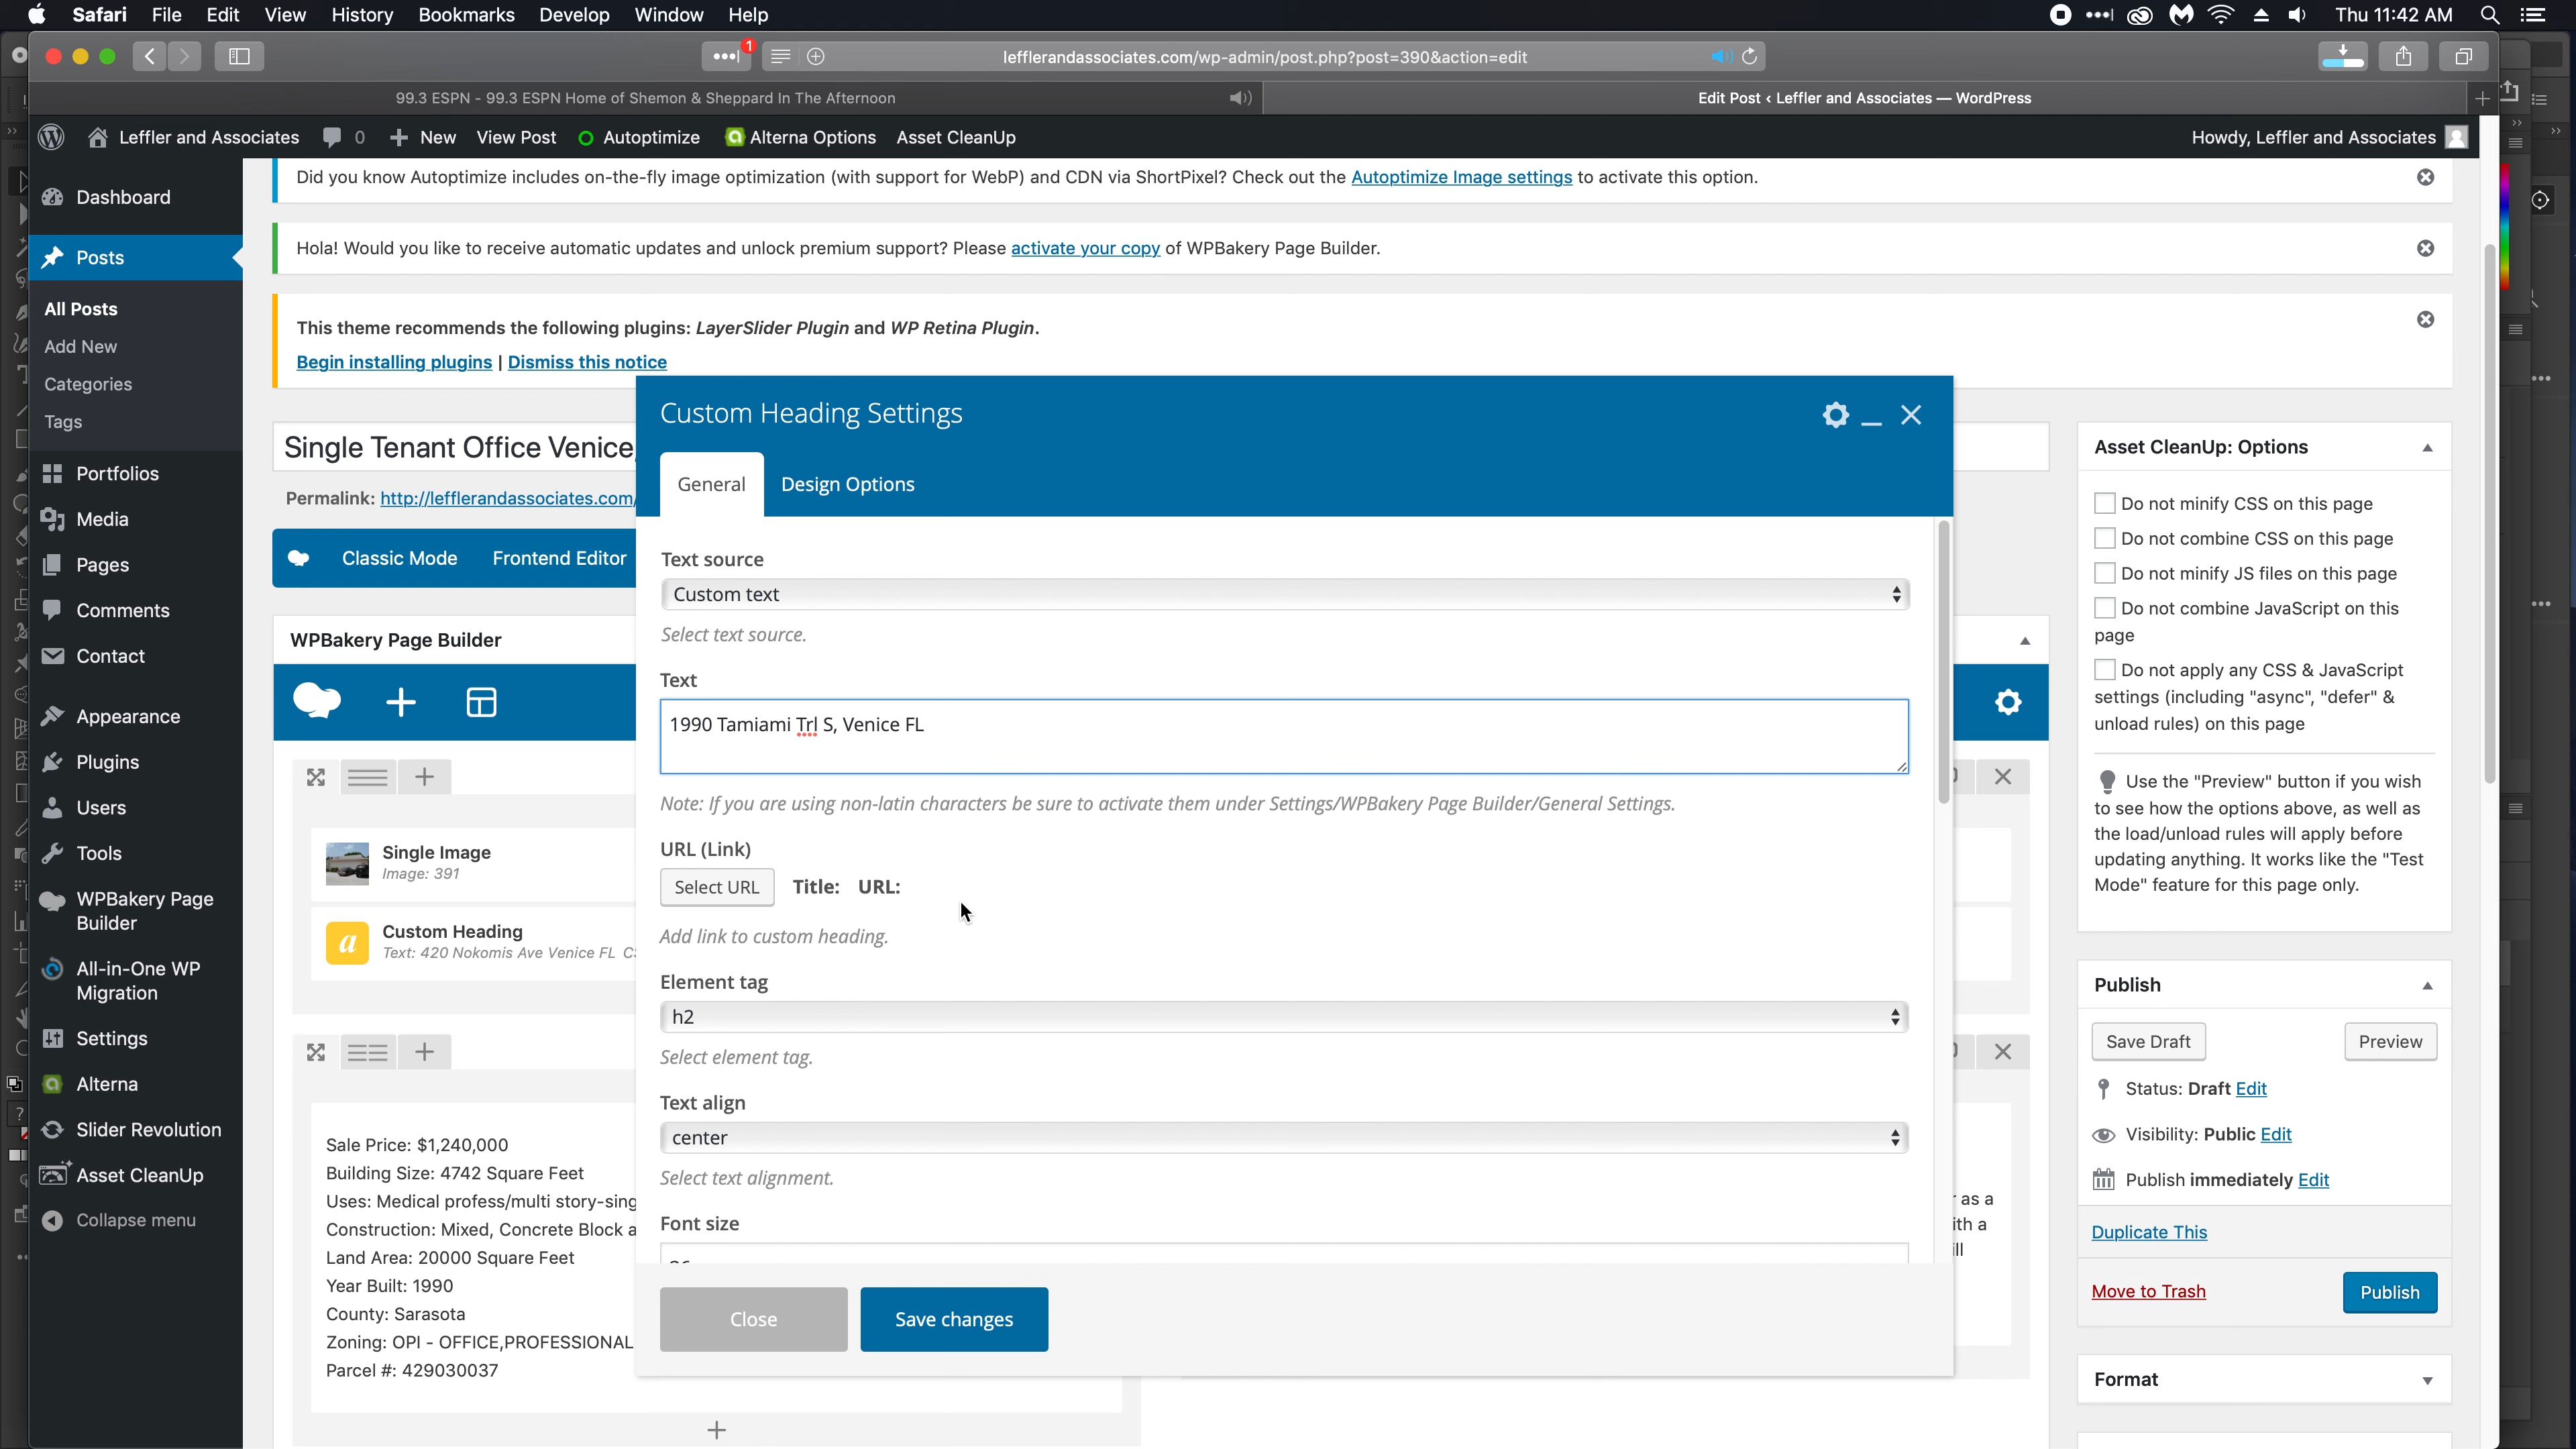 Safari File Edit View History Bookmarks Develop Window Help
Thu 11:42 AM
1
lefflerandassociates.com/wp-admin/post.php?post=390&action=edit
99.3 ESPN - 99.3 ESPN Home of Shemon & Sheppard In The Afternoon
Edit Post ‹ Leffler and Associates — WordPress
Leffler and Associates 0 New View Post Autoptimize Alterna Options Asset CleanUp
Howdy, Leffler and Associates
Dashboard
Posts
All Posts
Add New
Categories
Tags
Portfolios
Media
Pages
Comments
Contact
Appearance
Plugins
Users
Tools
WPBakery Page
Builder
All-in-One WP
Migration
Settings
Alterna
Slider Revolution
Asset CleanUp
Collapse menu
Did you know Autoptimize includes on-the-fly image optimization (with support for WebP) and CDN via ShortPixel? Check out the Autoptimize Image settings to activate this option.
Hola! Would you like to receive automatic updates and unlock premium support? Please activate your copy of WPBakery Page Builder.
This theme recommends the following plugins: LayerSlider Plugin and WP Retina Plugin.
Begin installing plugins | Dismiss this notice
Single Tenant Office Venice,
Permalink: http://lefflerandassociates.com/
Classic Mode Frontend Editor
WPBakery Page Builder
Single Image
Image: 391
Custom Heading
Text: 420 Nokomis Ave Venice FL
Sale Price: $1,240,000
Building Size: 4742 Square Feet
Uses: Medical profess/multi story-sing
Construction: Mixed, Concrete Block a
Land Area: 20000 Square Feet
Year Built: 1990
County: Sarasota
Zoning: OPI - OFFICE,PROFESSIONAL
Parcel #: 429030037
Custom Heading Settings
General Design Options
Text source
Custom text
Select text source.
Text
1990 Tamiami Trl S, Venice FL
Note: If you are using non-latin characters be sure to activate them under Settings/WPBakery Page Builder/General Settings.
URL (Link)
Select URL Title: URL:
Add link to custom heading.
Element tag
h2
Select element tag.
Text align
center
Select text alignment.
Font size
Close Save changes
as a
ith a
ill
Asset CleanUp: Options
Do not minify CSS on this page
Do not combine CSS on this page
Do not minify JS files on this page
Do not combine JavaScript on this
page
Do not apply any CSS & JavaScript
settings (including "async", "defer" &
unload rules) on this page
Use the "Preview" button if you wish
to see how the options above, as well as
the load/unload rules will apply before
updating anything. It works like the "Test
Mode" feature for this page only.
Publish
Save Draft Preview
Status: Draft Edit
Visibility: Public Edit
Publish immediately Edit
Duplicate This
Move to Trash Publish
Format